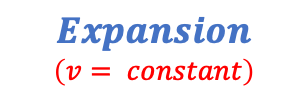 Expansion
(v = constant)